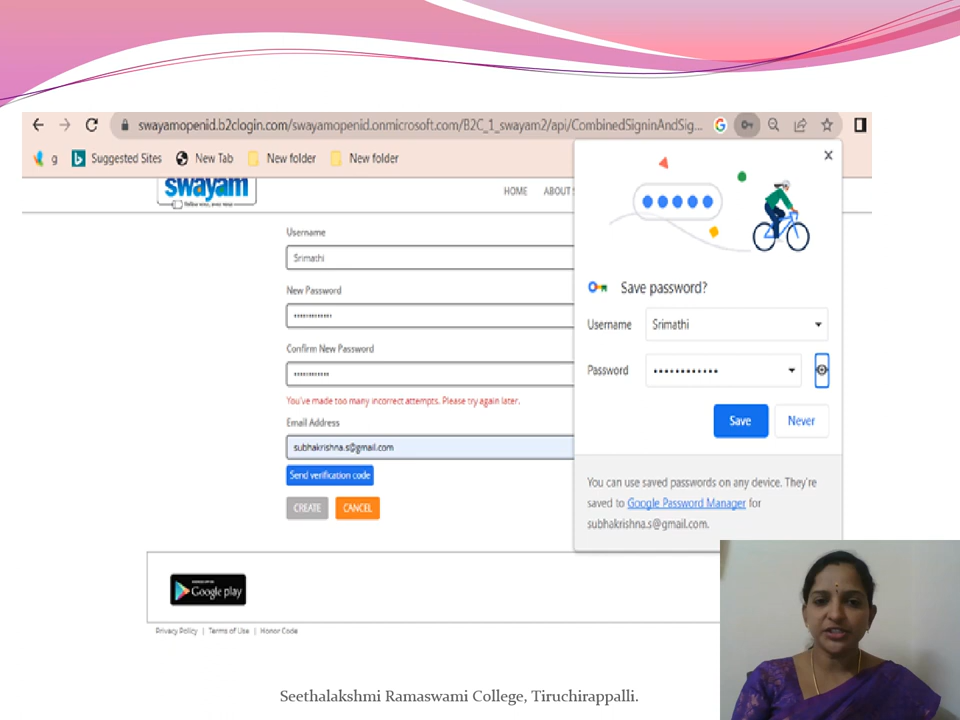 swayamopenid.b2clogin.com/swayamopenid.onmicrosoft.com/B2C_1_swayam2/api/CombinedSigninAndSig...
g Suggested Sites New Tab New folder New folder
swayam
HOME ABOUT S
Username
Srimathi
New Password
••••••••••••
Confirm New Password
••••••••••••
You've made too many incorrect attempts. Please try again later.
Email Address
subhakrishna.s@gmail.com
Send verification code
CREATE CANCEL
Save password?
Username Srimathi
Password ••••••••••••
Save Never
You can use saved passwords on any device. They're
saved to Google Password Manager for
subhakrishna.s@gmail.com.
Google play
Privacy Policy | Terms of Use | Honor Code
Seethalakshmi Ramaswami College, Tiruchirappalli.